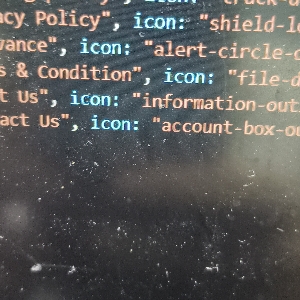 acy Policy", icon: "shield-l
vance", icon: "alert-circle-
s & Condition", icon: "file-d
t Us", icon: "information-out
act Us", icon: "account-box-ou